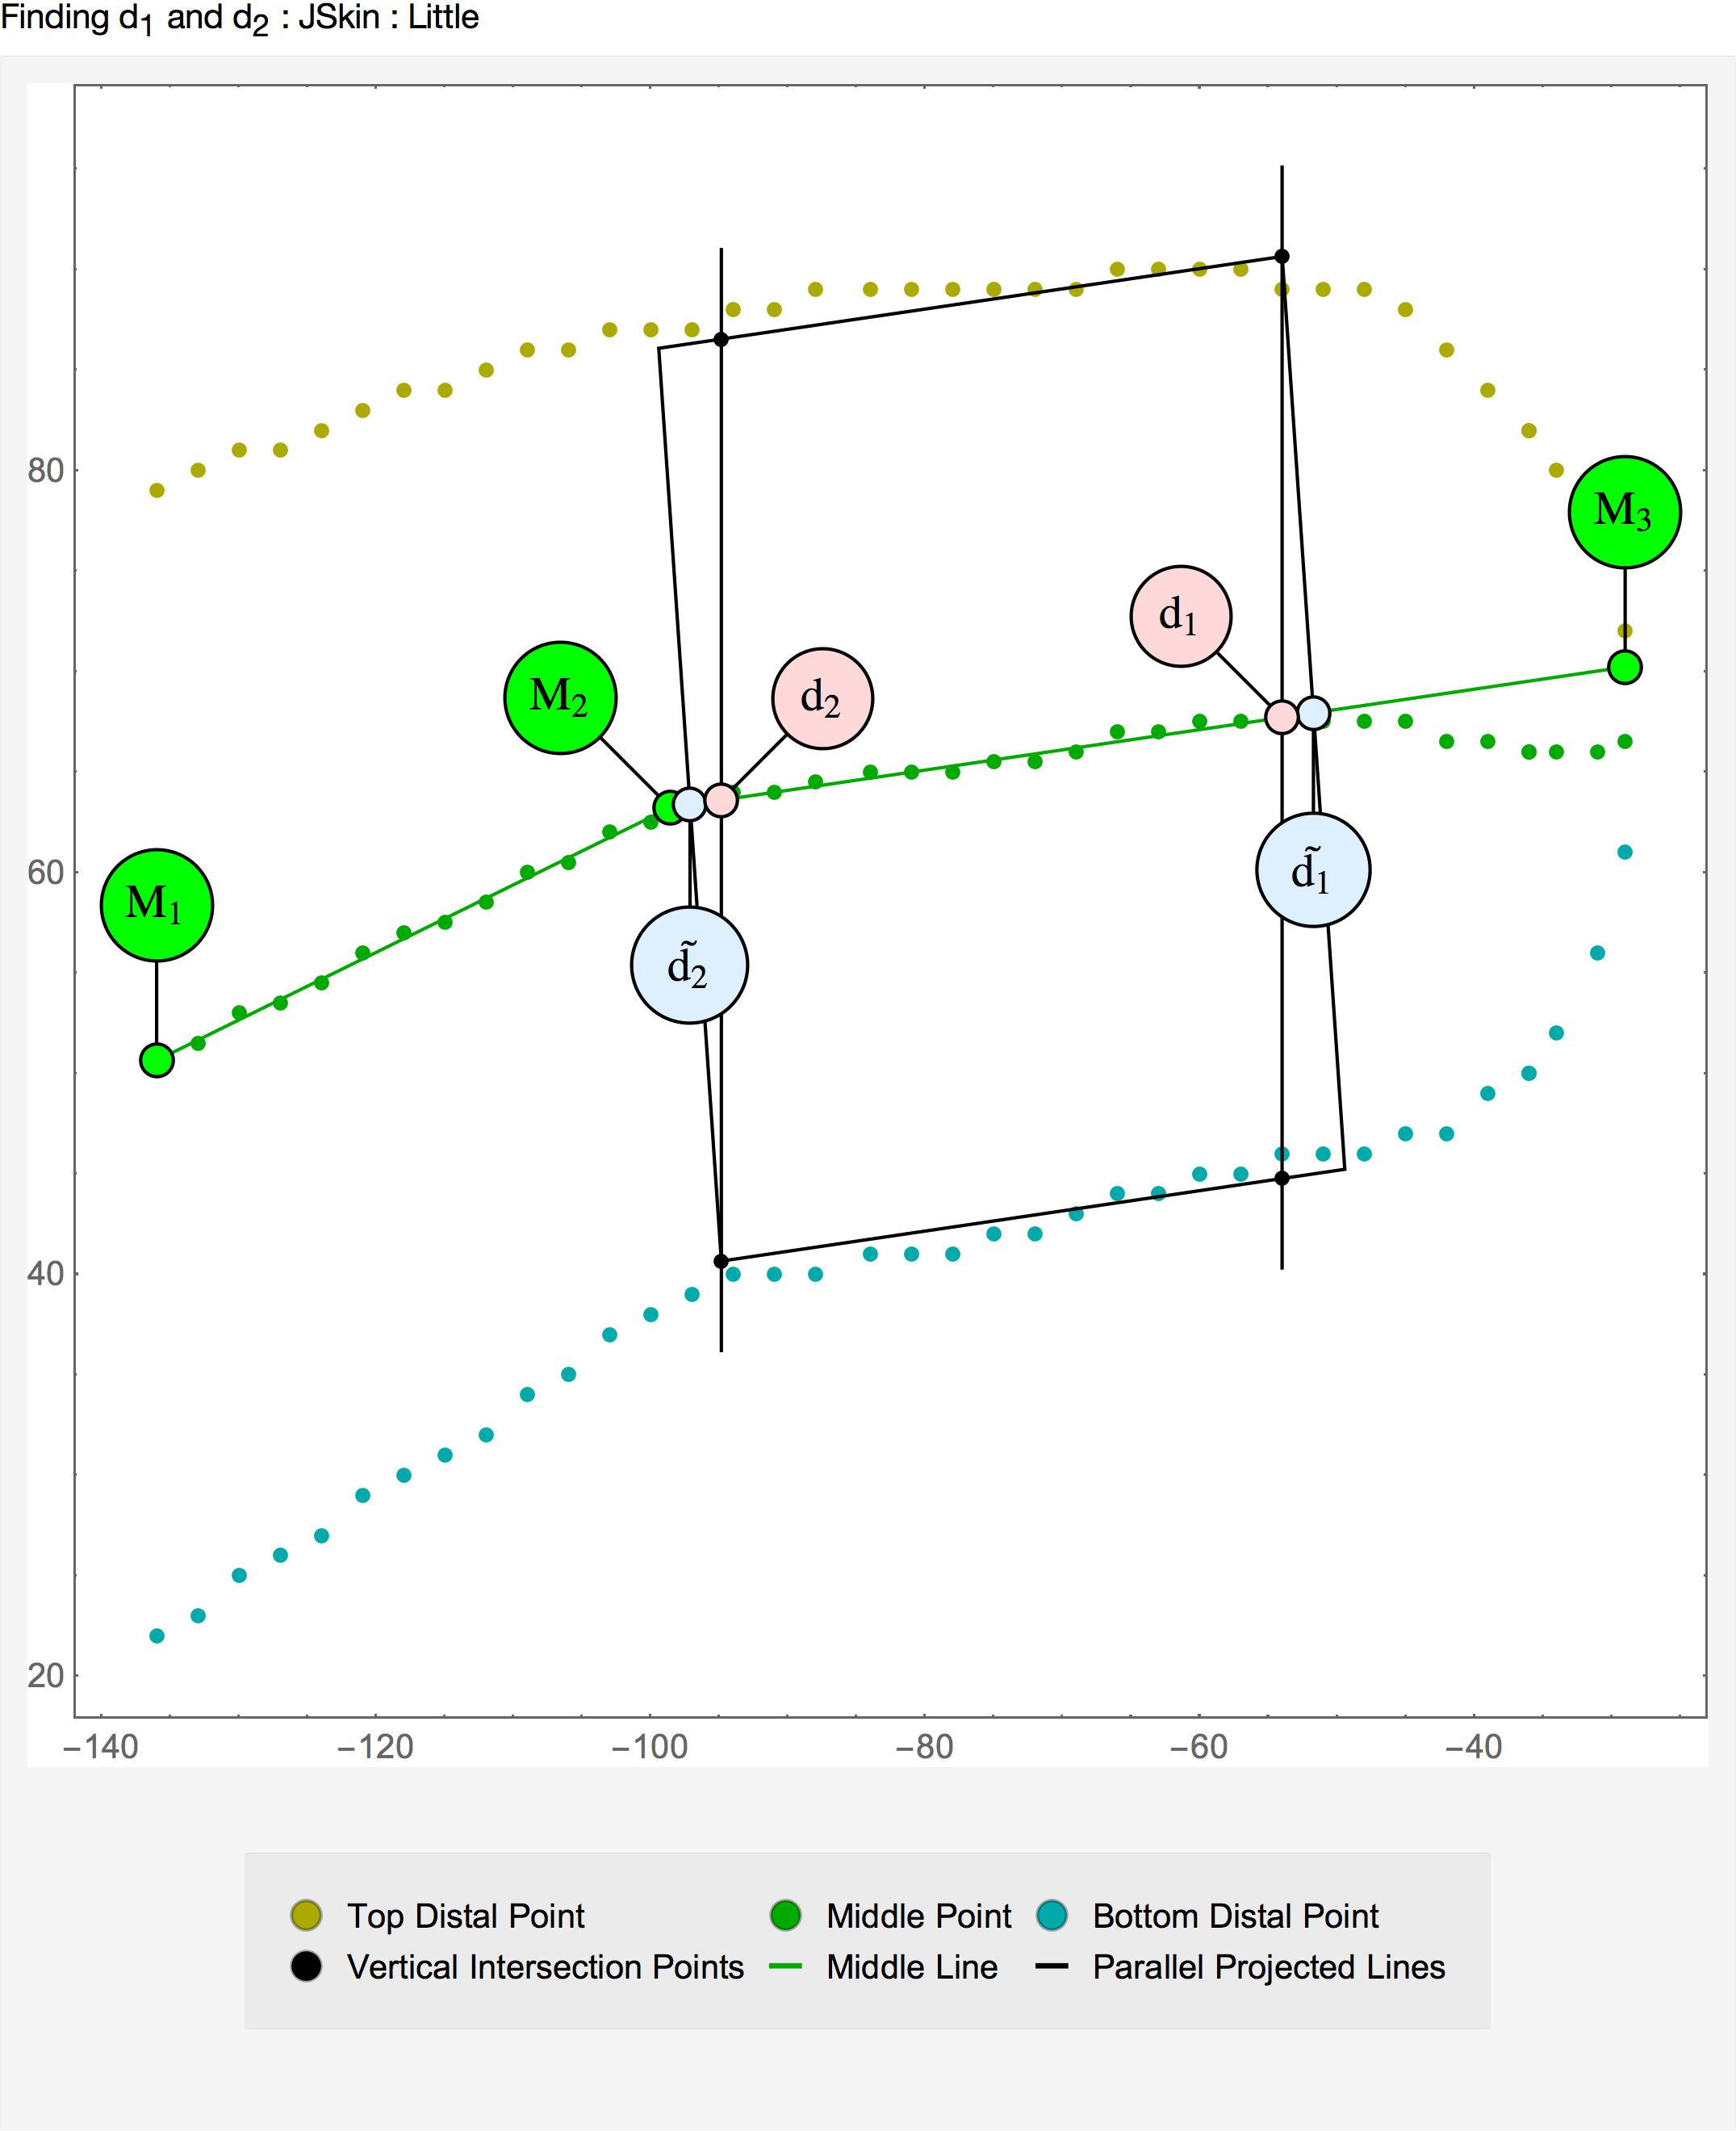 Finding d₁ and d₂ : JSkin : Little
80
M₃
d₁
M₂
d₂
60
M₁
d̃₁
d̃₂
40
20
−140 −120 −100 −80 −60 −40
Top Distal Point Middle Point Bottom Distal Point
Vertical Intersection Points Middle Line Parallel Projected Lines